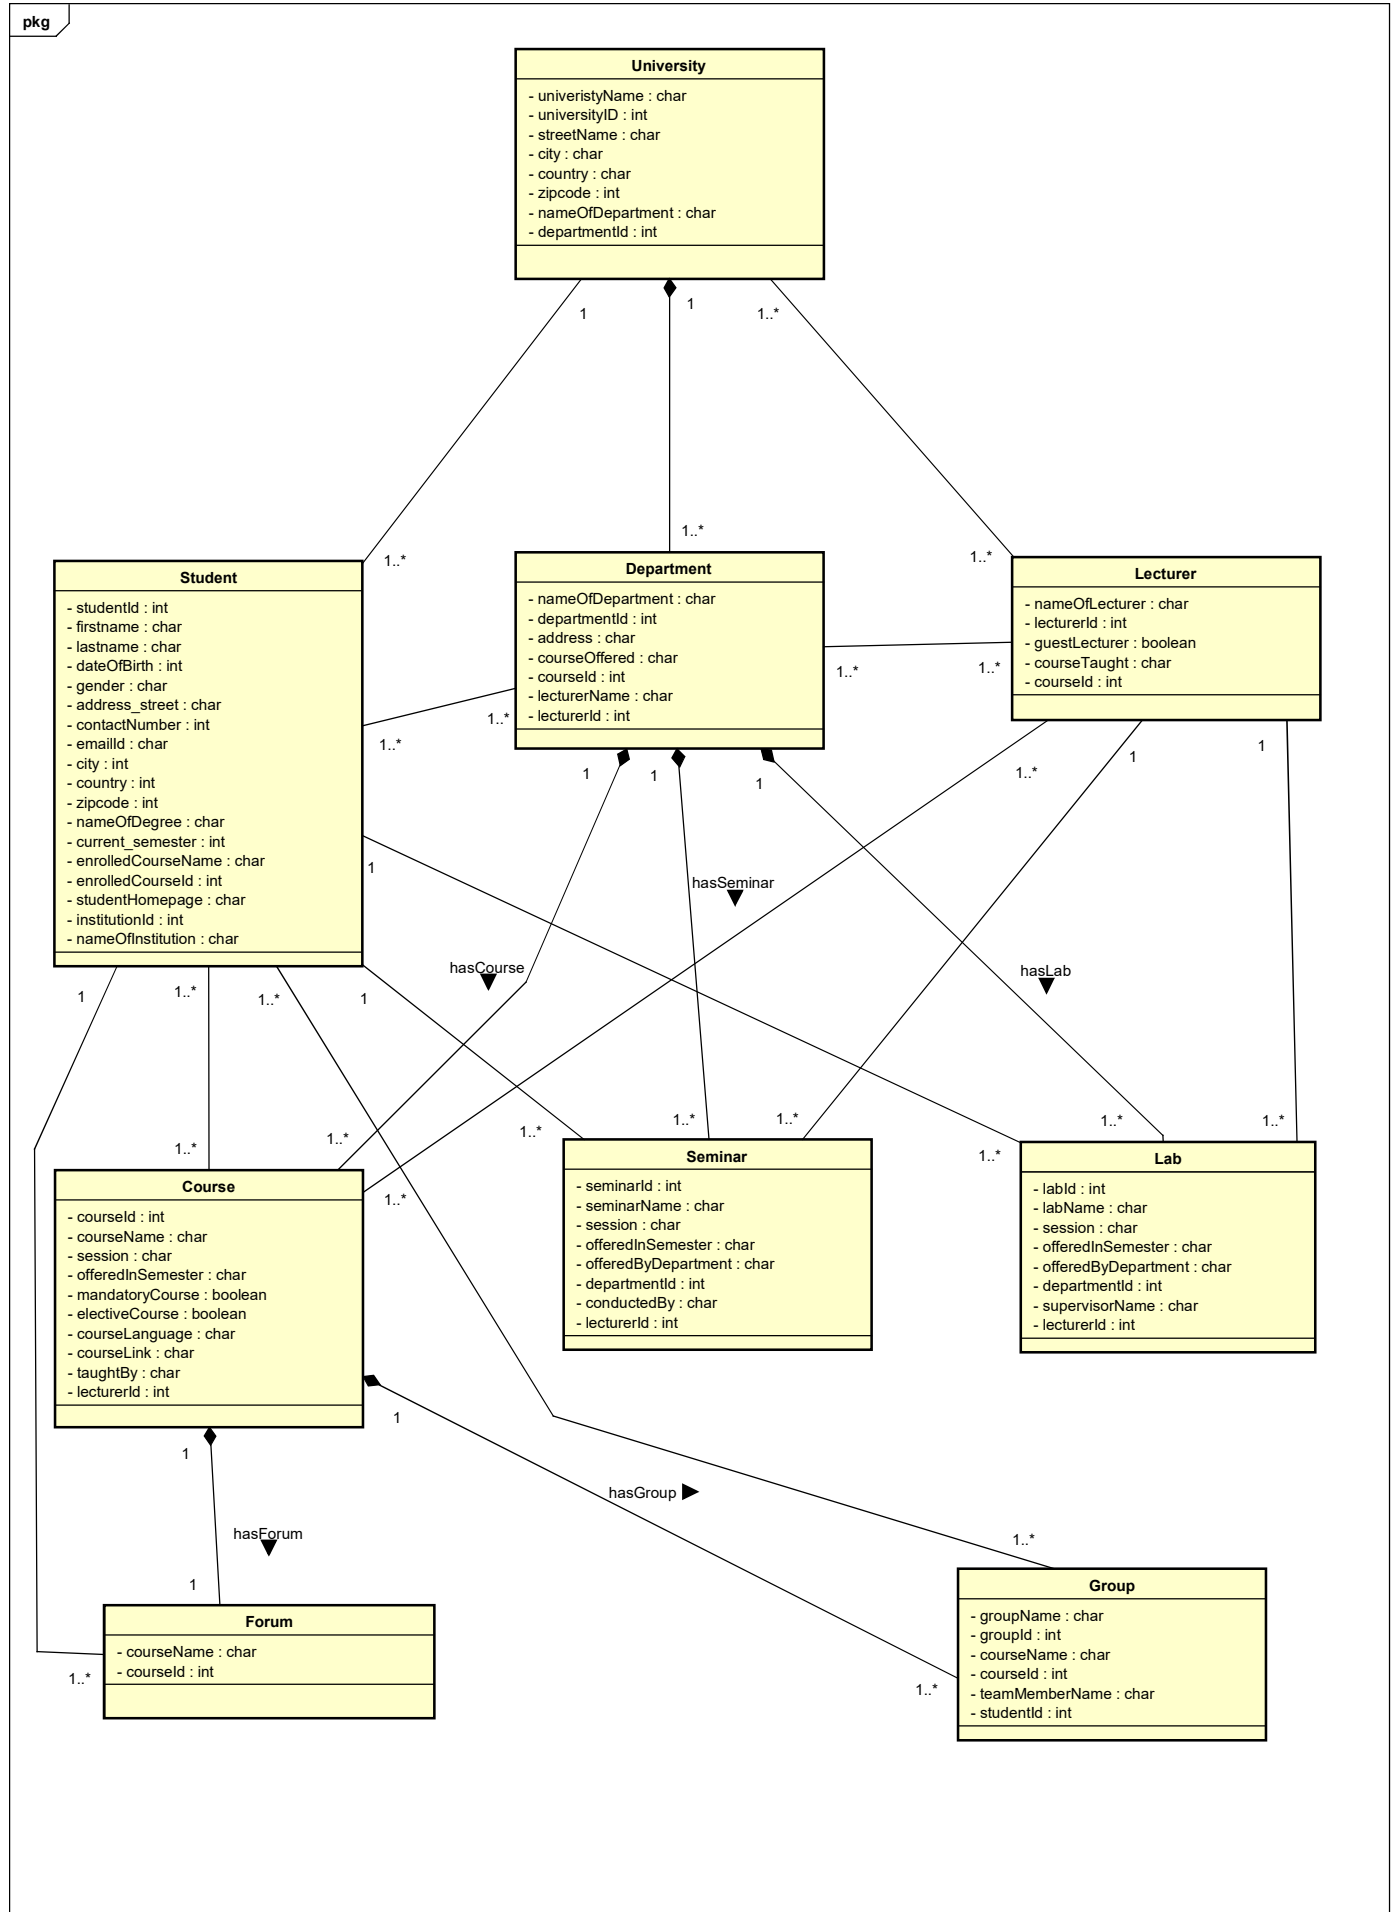 pkg
University
- univeristyName : char
- universityID : int
- streetName : char
- city : char
- country : char
- zipcode : int
- nameOfDepartment : char
- departmentId : int
1
1
1..*
1..*
1..*
1..*
Student
- studentId : int
- firstname : char
- lastname : char
- dateOfBirth : int
- gender : char
- address_street : char
- contactNumber : int
- emailId : char
- city : int
- country : int
- zipcode : int
- nameOfDegree : char
- current_semester : int
- enrolledCourseName : char
- enrolledCourseId : int
- studentHomepage : char
- institutionId : int
- nameOfInstitution : char
Department
- nameOfDepartment : char
- departmentId : int
- address : char
- courseOffered : char
- courseId : int
- lecturerName : char
- lecturerId : int
Lecturer
- nameOfLecturer : char
- lecturerId : int
- guestLecturer : boolean
- courseTaught : char
- courseId : int
1..*
1..*
1..*
1..*
1
1
1
1..*
1
1
1
hasSeminar
hasCourse
hasLab
1
1..*
1..*
1
1..*
1..*
1..*
1..*
1..*
1..*
1..*
1..*
1..*
Course
- courseId : int
- courseName : char
- session : char
- offeredInSemester : char
- mandatoryCourse : boolean
- electiveCourse : boolean
- courseLanguage : char
- courseLink : char
- taughtBy : char
- lecturerId : int
Seminar
- seminarId : int
- seminarName : char
- session : char
- offeredInSemester : char
- offeredByDepartment : char
- departmentId : int
- conductedBy : char
- lecturerId : int
Lab
- labId : int
- labName : char
- session : char
- offeredInSemester : char
- offeredByDepartment : char
- departmentId : int
- supervisorName : char
- lecturerId : int
1
1
hasGroup
hasForum
1..*
1
1..*
1..*
Forum
- courseName : char
- courseId : int
Group
- groupName : char
- groupId : int
- courseName : char
- courseId : int
- teamMemberName : char
- studentId : int